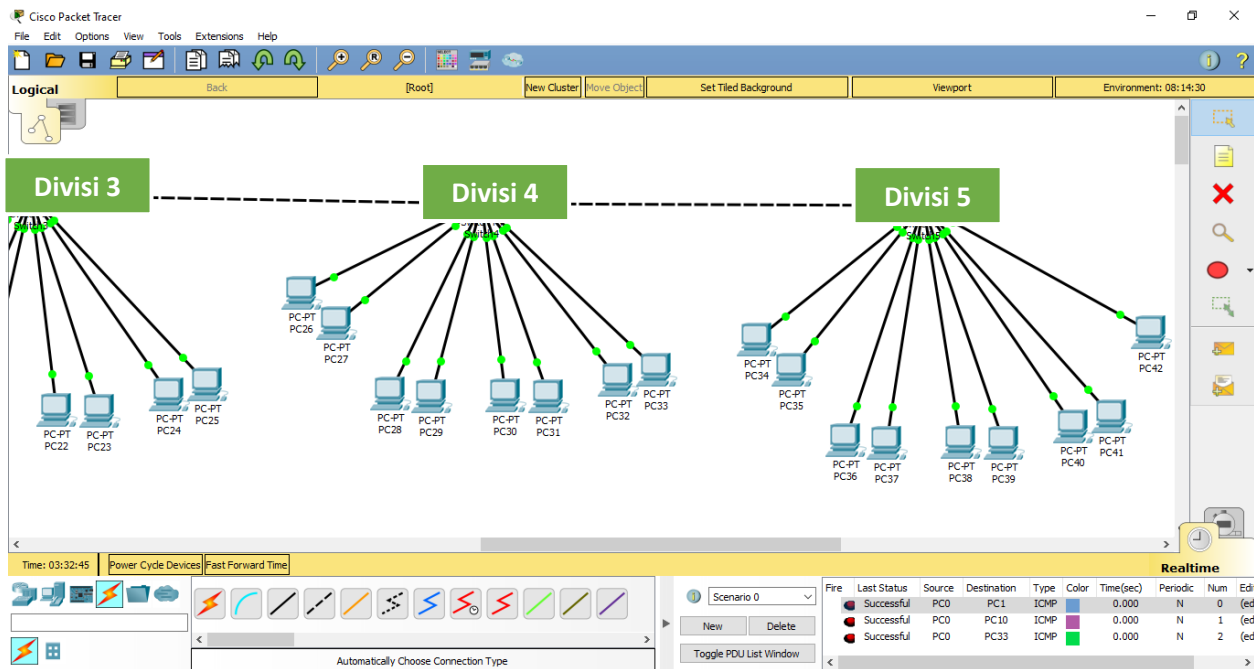 Cisco Packet Tracer
File Edit Options View Tools Extensions Help
Logical Back [Root] New Cluster Move Object Set Tiled Background Viewport Environment: 08:14:30
Divisi 3
Divisi 4
Divisi 5
Switch3
Switch4
Switch5
PC-PT
PC22
PC-PT
PC23
PC-PT
PC24
PC-PT
PC25
PC-PT
PC26
PC-PT
PC27
PC-PT
PC28
PC-PT
PC29
PC-PT
PC30
PC-PT
PC31
PC-PT
PC32
PC-PT
PC33
PC-PT
PC34
PC-PT
PC35
PC-PT
PC36
PC-PT
PC37
PC-PT
PC38
PC-PT
PC39
PC-PT
PC40
PC-PT
PC41
PC-PT
PC42
Time: 03:32:45 Power Cycle Devices Fast Forward Time
Realtime
Automatically Choose Connection Type
Scenario 0
New Delete
Toggle PDU List Window
Fire Last Status Source Destination Type Color Time(sec) Periodic Num Edi
Successful PC0 PC1 ICMP 0.000 N 0 (ed
Successful PC0 PC10 ICMP 0.000 N 1 (ed
Successful PC0 PC33 ICMP 0.000 N 2 (ed